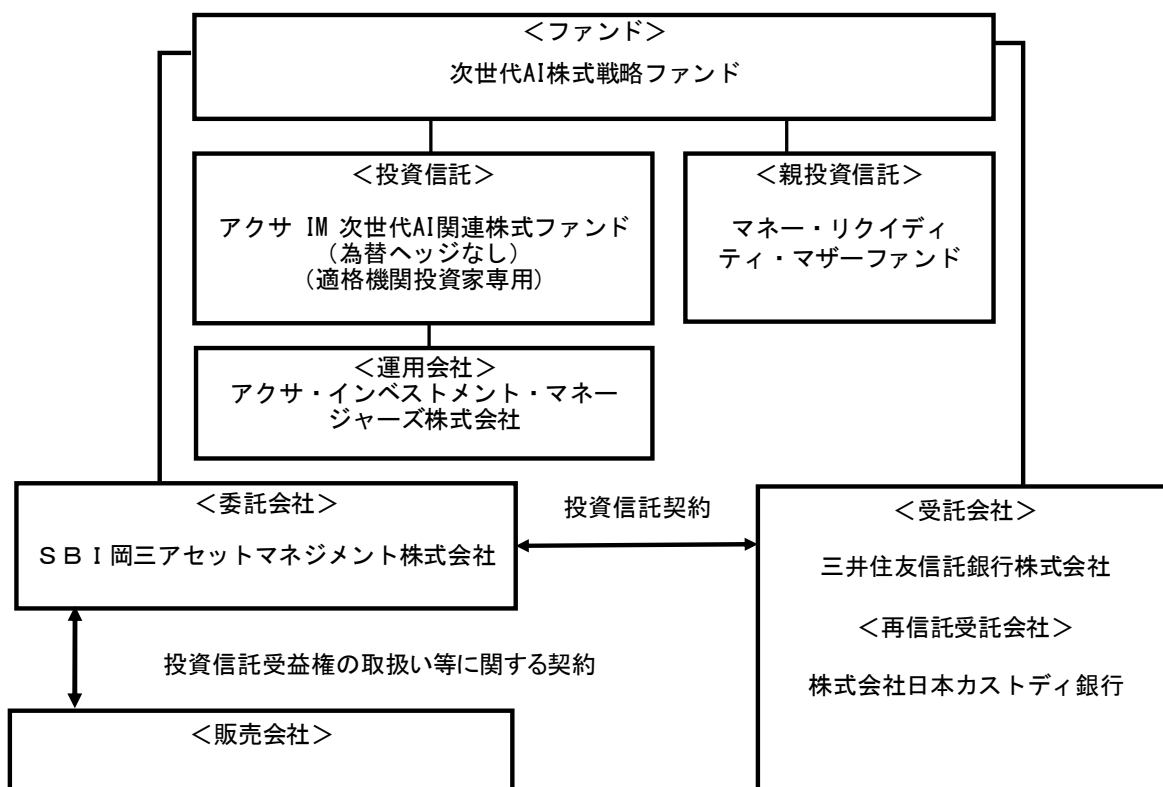 ＜ファンド＞
次世代AI株式戦略ファンド
＜投資信託＞
アクサ IM 次世代AI関連株式ファンド
（為替ヘッジなし）
（適格機関投資家専用）
＜親投資信託＞
マネー・リクイディ
ティ・マザーファンド
＜運用会社＞
アクサ・インベストメント・マネー
ジャーズ株式会社
＜委託会社＞
ＳＢＩ岡三アセットマネジメント株式会社
投資信託契約
＜受託会社＞
三井住友信託銀行株式会社
＜再信託受託会社＞
株式会社日本カストディ銀行
投資信託受益権の取扱い等に関する契約
＜販売会社＞